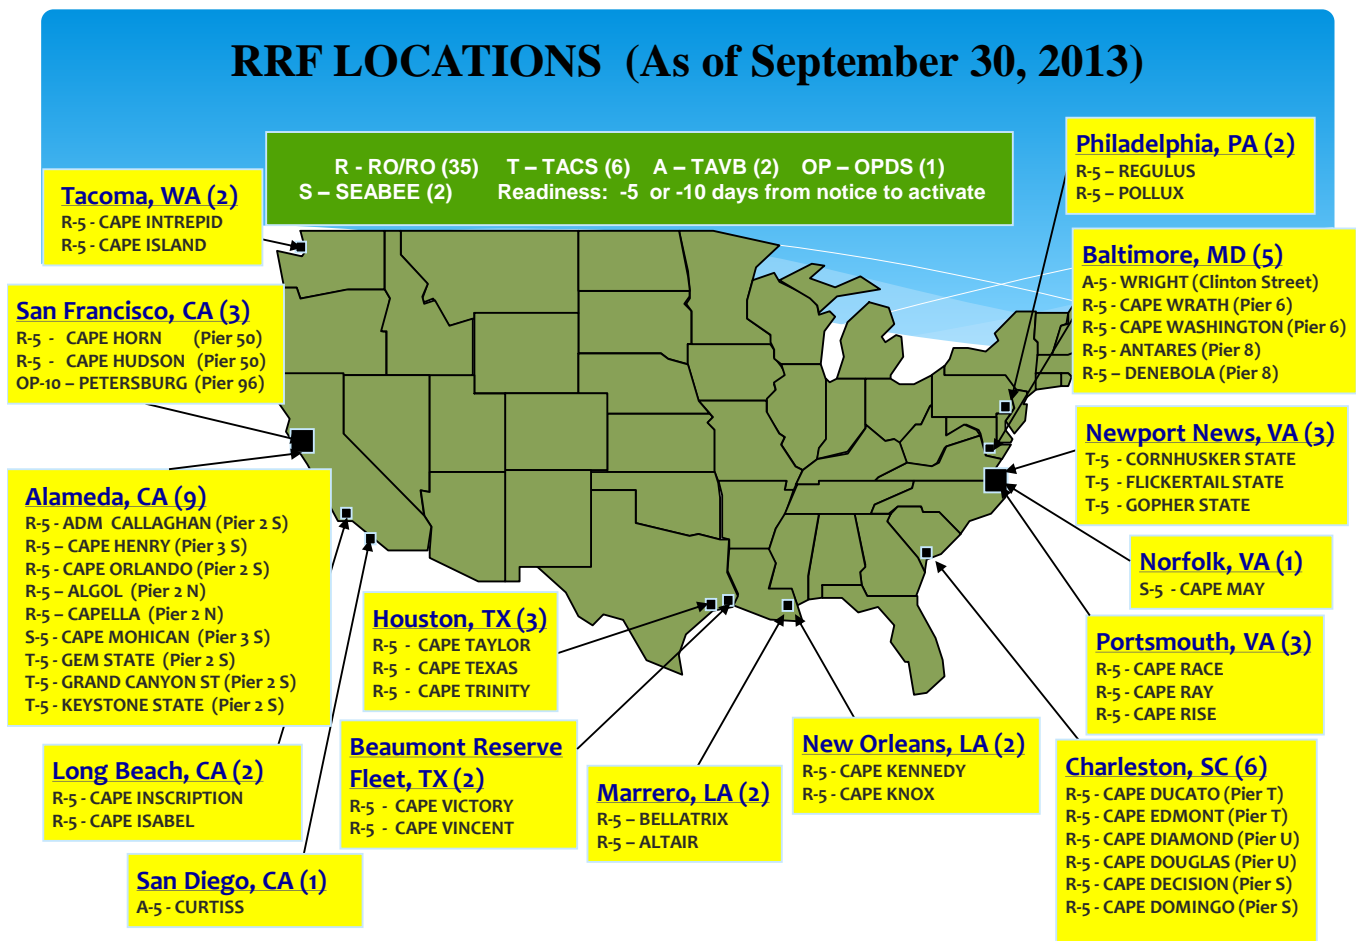 RRF LOCATIONS (As of September 30, 2013)
R - RO/RO (35) T – TACS (6) A – TAVB (2) OP – OPDS (1)
S – SEABEE (2) Readiness: -5 or -10 days from notice to activate
Tacoma, WA (2)
R-5 - CAPE INTREPID
R-5 - CAPE ISLAND
San Francisco, CA (3)
R-5 - CAPE HORN (Pier 50)
R-5 - CAPE HUDSON (Pier 50)
OP-10 – PETERSBURG (Pier 96)
Alameda, CA (9)
R-5 - ADM CALLAGHAN (Pier 2 S)
R-5 – CAPE HENRY (Pier 3 S)
R-5 - CAPE ORLANDO (Pier 2 S)
R-5 – ALGOL (Pier 2 N)
R-5 – CAPELLA (Pier 2 N)
S-5 - CAPE MOHICAN (Pier 3 S)
T-5 - GEM STATE (Pier 2 S)
T-5 - GRAND CANYON ST (Pier 2 S)
T-5 - KEYSTONE STATE (Pier 2 S)
Long Beach, CA (2)
R-5 - CAPE INSCRIPTION
R-5 - CAPE ISABEL
San Diego, CA (1)
A-5 - CURTISS
Houston, TX (3)
R-5 - CAPE TAYLOR
R-5 - CAPE TEXAS
R-5 - CAPE TRINITY
Beaumont Reserve
Fleet, TX (2)
R-5 - CAPE VICTORY
R-5 - CAPE VINCENT
Marrero, LA (2)
R-5 – BELLATRIX
R-5 – ALTAIR
New Orleans, LA (2)
R-5 - CAPE KENNEDY
R-5 - CAPE KNOX
Philadelphia, PA (2)
R-5 – REGULUS
R-5 – POLLUX
Baltimore, MD (5)
A-5 - WRIGHT (Clinton Street)
R-5 - CAPE WRATH (Pier 6)
R-5 - CAPE WASHINGTON (Pier 6)
R-5 - ANTARES (Pier 8)
R-5 – DENEBOLA (Pier 8)
Newport News, VA (3)
T-5 - CORNHUSKER STATE
T-5 - FLICKERTAIL STATE
T-5 - GOPHER STATE
Norfolk, VA (1)
S-5 - CAPE MAY
Portsmouth, VA (3)
R-5 - CAPE RACE
R-5 - CAPE RAY
R-5 - CAPE RISE
Charleston, SC (6)
R-5 - CAPE DUCATO (Pier T)
R-5 - CAPE EDMONT (Pier T)
R-5 - CAPE DIAMOND (Pier U)
R-5 - CAPE DOUGLAS (Pier U)
R-5 - CAPE DECISION (Pier S)
R-5 - CAPE DOMINGO (Pier S)